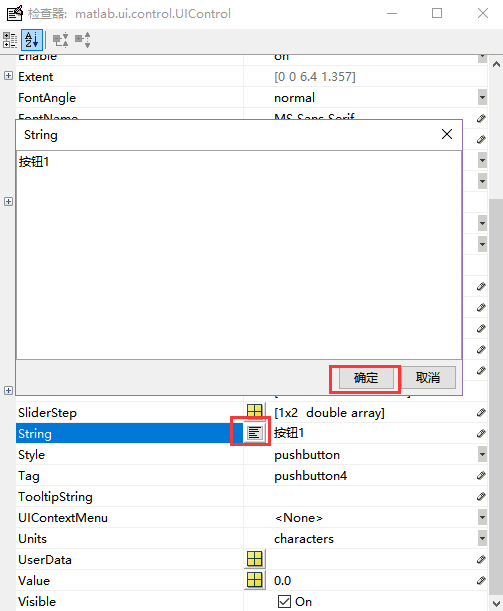 检查器: matlab.ui.control.UIControl
Enable on
Extent [0 0 6.4 1.357]
FontAngle normal
FontName MS Sans Serif
String
按钮1
确定 取消
SliderStep [1x2 double array]
String 按钮1
Style pushbutton
Tag pushbutton4
TooltipString
UIContextMenu <None>
Units characters
UserData
Value 0.0
Visible On